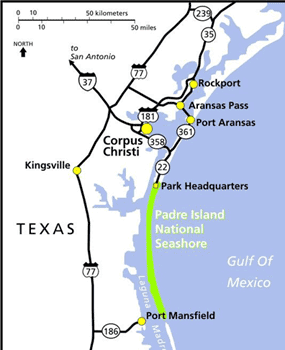 0 10 50 kilometers
0 10 50 miles
NORTH
to
San Antonio
239
35
77
37
Rockport
181
Aransas Pass
Port Aransas
Corpus
Christi
361
358
Kingsville
22
Park Headquarters
TEXAS
Padre Island
National
Seashore
Gulf Of
Mexico
77
Laguna Madre
Port Mansfield
186